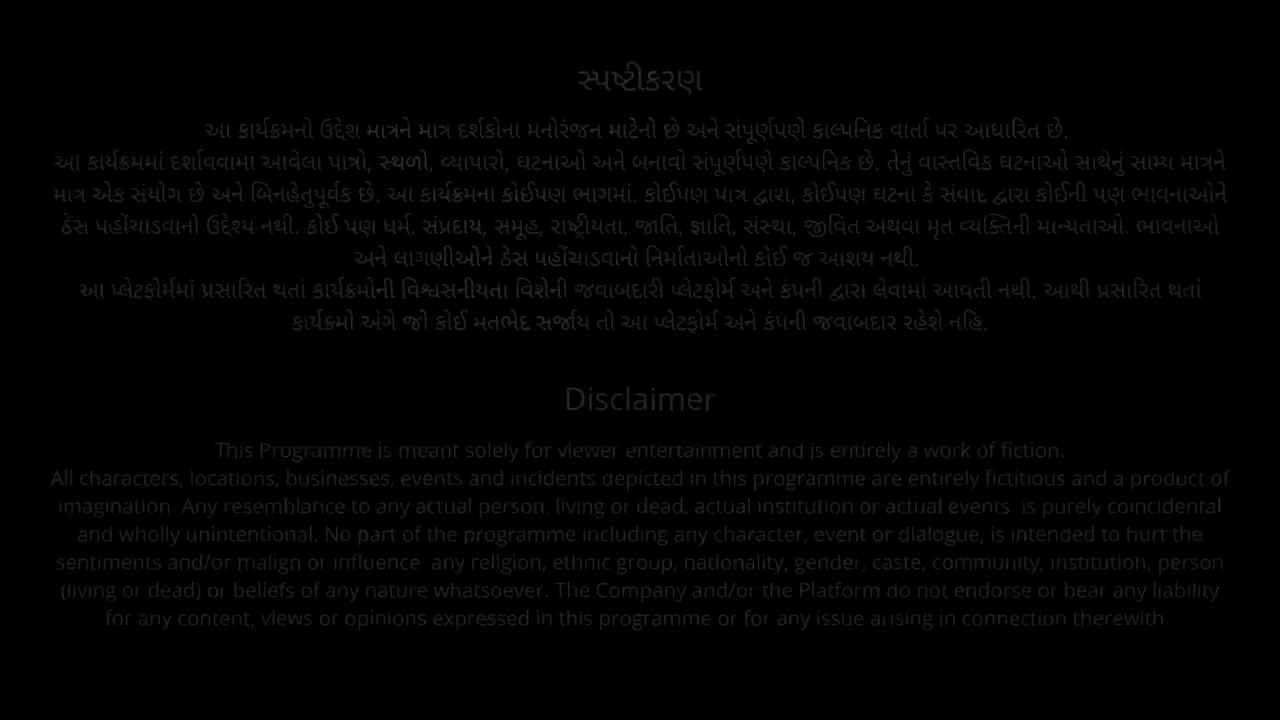 સ્પષ્ટીકરણ
આ કાર્યક્રમનો ઉદ્દેશ માત્રને માત્ર દર્શકોના મનોરંજન માટેનો છે અને સંપૂર્ણપણે કાલ્પનિક વાર્તા પર આધારિત છે.
આ કાર્યક્રમમાં દર્શાવવામાં આવેલા પાત્રો, સ્થળો, વ્યાપારો, ઘટનાઓ અને બનાવો સંપૂર્ણપણે કાલ્પનિક છે. તેનું વાસ્તવિક ઘટનાઓ સાથેનું સામ્ય માત્રને
માત્ર એક સંયોગ છે અને બિનહેતુપૂર્વક છે. આ કાર્યક્રમના કોઈપણ ભાગમાં, કોઈપણ પાત્ર દ્વારા, કોઈપણ ઘટના કે સંવાદ દ્વારા કોઈની પણ ભાવનાઓને
ઠેંસ પહોંચાડવાનો ઉદ્દેશ્ય નથી. કોઈ પણ ધર્મ, સંપ્રદાય, સમૂહ, રાષ્ટ્રીયતા, જાતિ, જ્ઞાતિ, સંસ્થા, જીવિત અથવા મૃત વ્યક્તિની માન્યતાઓ. ભાવનાઓ
અને લાગણીઓને ઠેસ પહોંચાડવાનો નિર્માતાઓનો કોઈ જ આશય નથી.
આ પ્લેટફોર્મમાં પ્રસારિત થતાં કાર્યક્રમોની વિશ્વસનીયતા વિશેની જવાબદારી પ્લેટફોર્મ અને કંપની દ્વારા લેવામાં આવતી નથી. આથી પ્રસારિત થતાં
કાર્યક્રમો અંગે જો કોઈ મતભેદ સર્જાય તો આ પ્લેટફોર્મ અને કંપની જવાબદાર રહેશે નહિ.
Disclaimer
This Programme is meant solely for viewer entertainment and is entirely a work of fiction.
All characters, locations, businesses, events and incidents depicted in this programme are entirely fictitious and a product of
imagination. Any resemblance to any actual person, living or dead, actual institution or actual events is purely coincidental
and wholly unintentional. No part of the programme including any character, event or dialogue, is intended to hurt the
sentiments and/or malign or influence any religion, ethnic group, nationality, gender, caste, community, institution, person
(living or dead) or beliefs of any nature whatsoever. The Company and/or the Platform do not endorse or bear any liability
for any content, views or opinions expressed in this programme or for any issue arising in connection therewith.